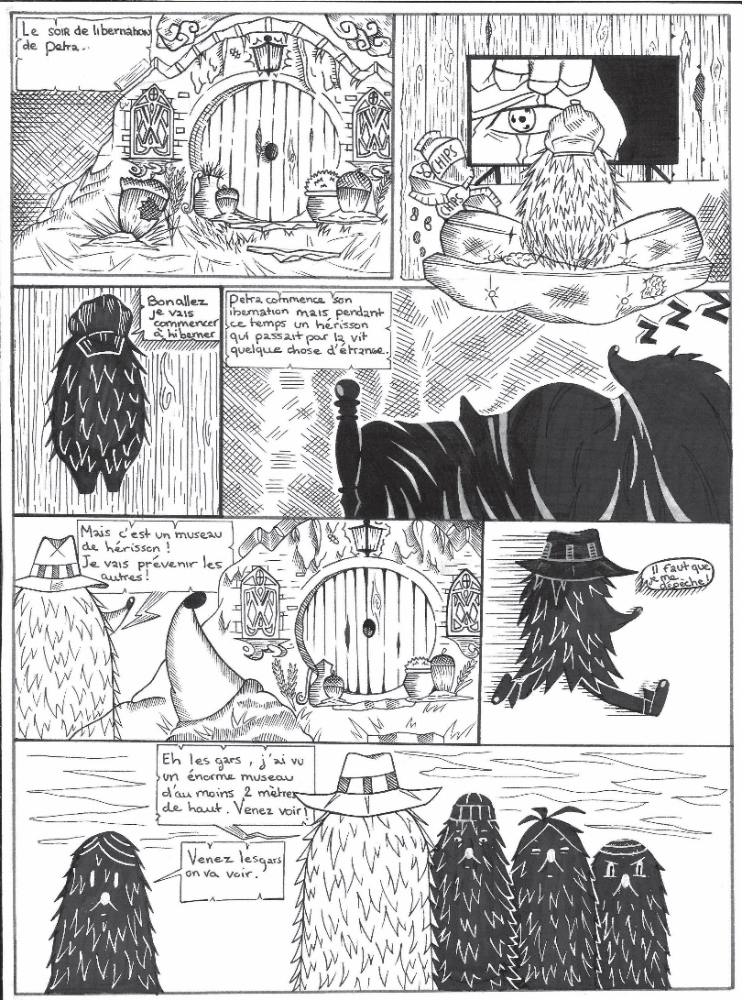 Le soir de libernation
de Petra.
CHIPS
CHIPS
Bon allez
je vais
commencer
à hiberner
Petra commence son
ibernation mais pendant
ce temps un hérisson
qui passait par la vit
quelque chose d'étrange.
Z Z Z
Mais c'est un museau
de hérisson !
Je vais prévenir les
autres !
Il faut que
je me
dépêche !
Eh les gars, j'ai vu
un énorme museau
d'au moins 2 mètres
de haut. Venez voir !
Venez les gars
on va voir.